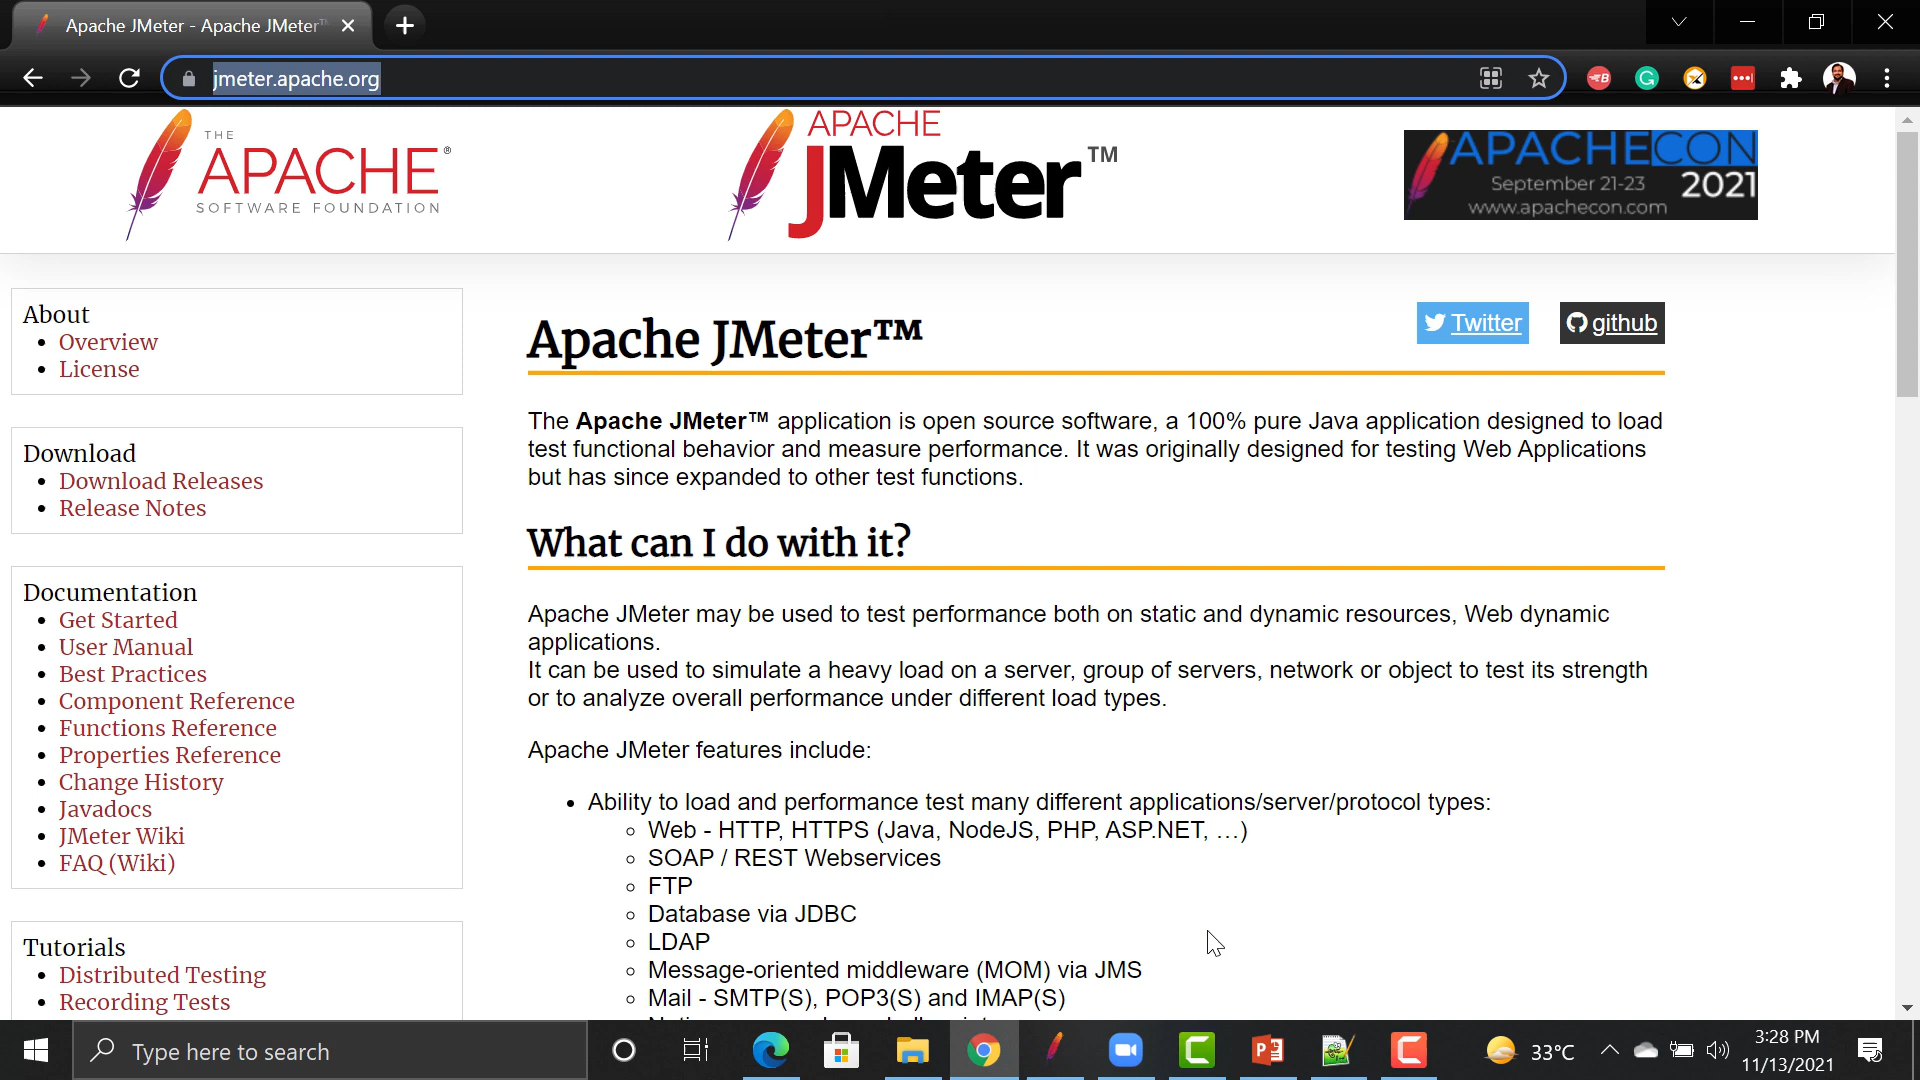 Apache JMeter - Apache JMeter™
jmeter.apache.org
THE
APACHE®
SOFTWARE FOUNDATION
APACHE
JMeter™
APACHECON
September 21-23 2021
www.apachecon.com
About
Overview
License
Download
Download Releases
Release Notes
Documentation
Get Started
User Manual
Best Practices
Component Reference
Functions Reference
Properties Reference
Change History
Javadocs
JMeter Wiki
FAQ (Wiki)
Tutorials
Distributed Testing
Recording Tests
Twitter
github
Apache JMeter™
The Apache JMeter™ application is open source software, a 100% pure Java application designed to load
test functional behavior and measure performance. It was originally designed for testing Web Applications
but has since expanded to other test functions.
What can I do with it?
Apache JMeter may be used to test performance both on static and dynamic resources, Web dynamic
applications.
It can be used to simulate a heavy load on a server, group of servers, network or object to test its strength
or to analyze overall performance under different load types.
Apache JMeter features include:
Ability to load and performance test many different applications/server/protocol types:
Web - HTTP, HTTPS (Java, NodeJS, PHP, ASP.NET, …)
SOAP / REST Webservices
FTP
Database via JDBC
LDAP
Message-oriented middleware (MOM) via JMS
Mail - SMTP(S), POP3(S) and IMAP(S)
Type here to search
33°C
3:28 PM
11/13/2021